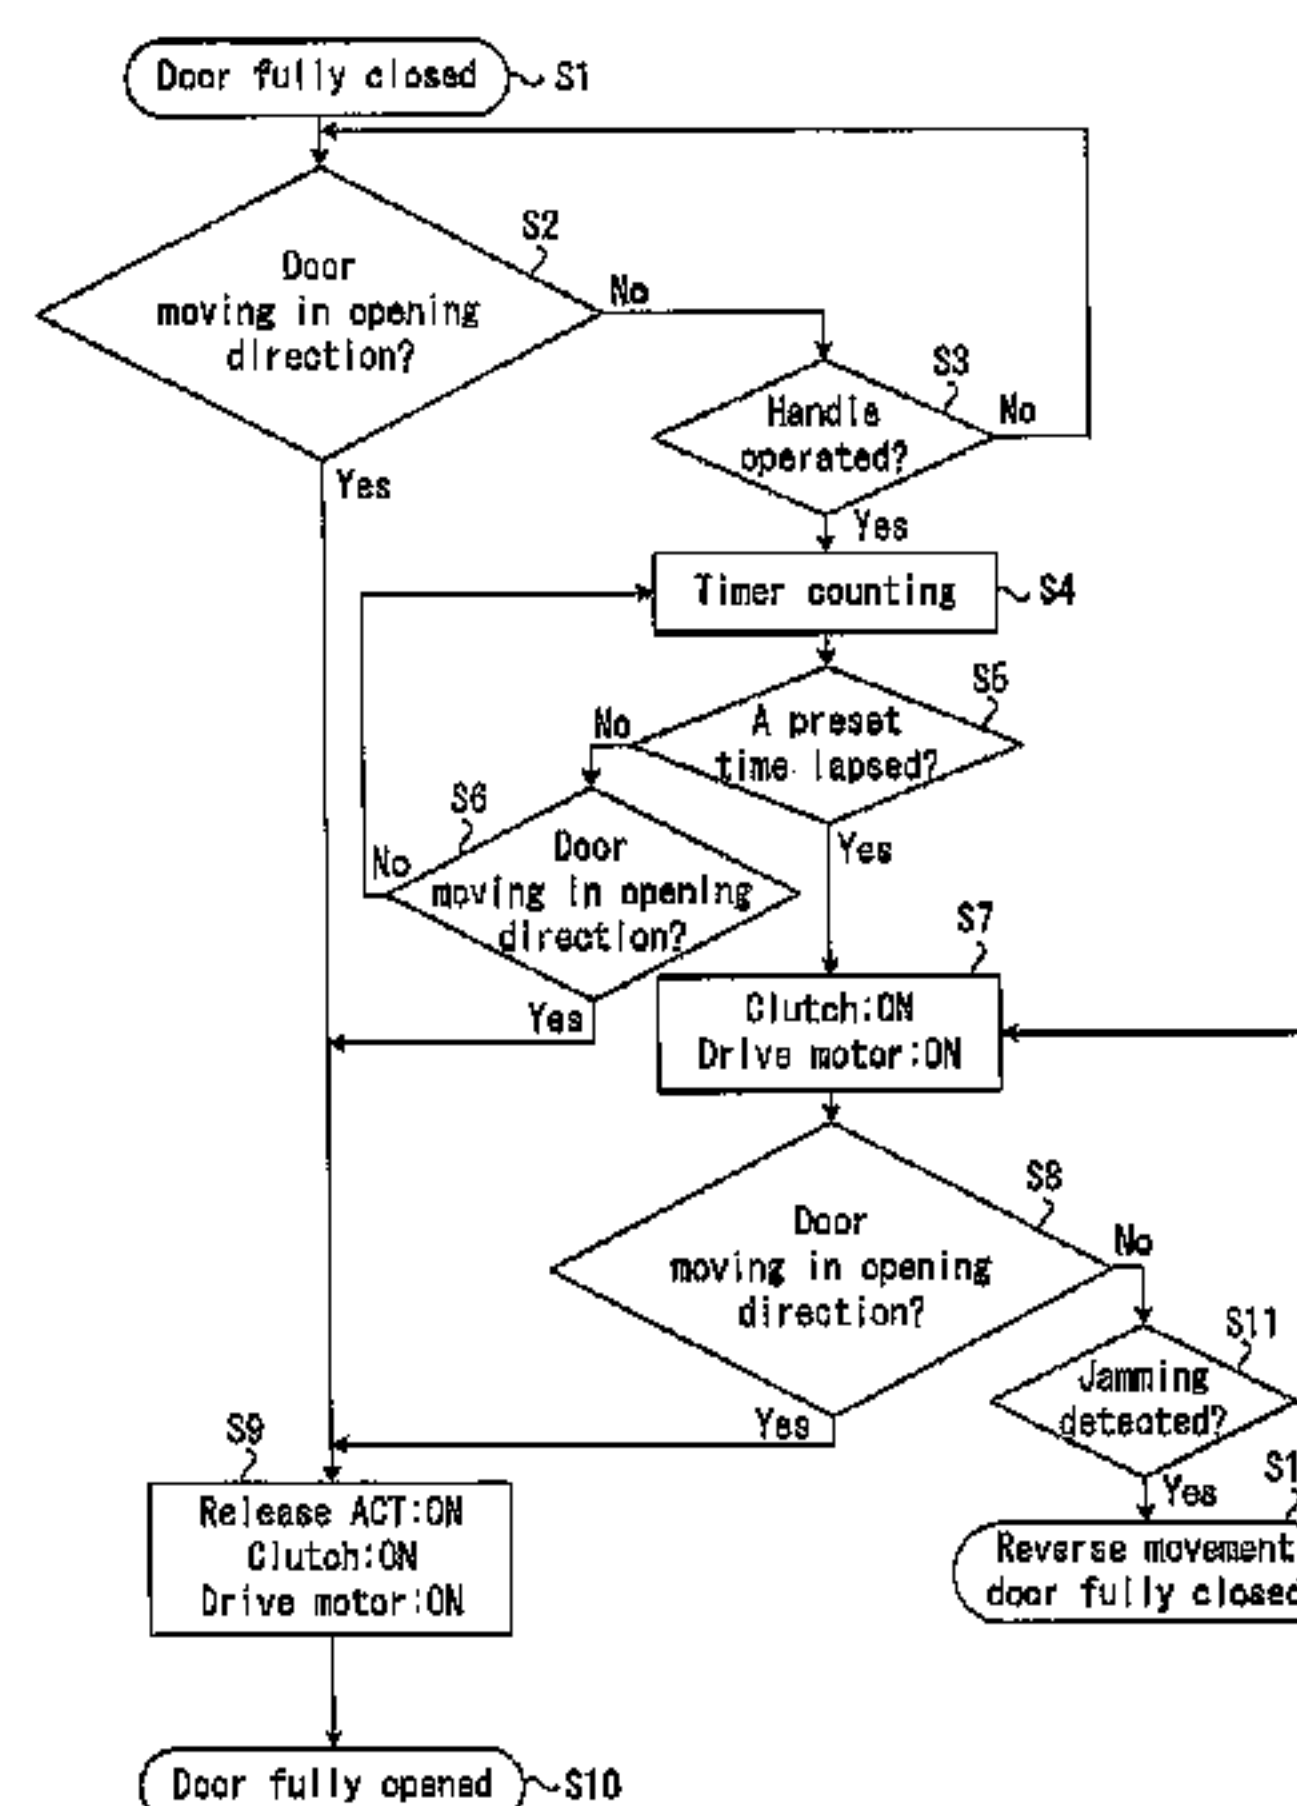 Door fully closed
S1
S2
Door
moving in opening
direction?
No
Yes
S3
Handle
operated?
No
Yes
Timer counting
S4
S5
A preset
time lapsed?
No
Yes
S6
Door
moving in opening
direction?
No
Yes
S7
Clutch:ON
Drive motor:ON
S8
Door
moving in opening
direction?
No
Yes
S11
Jamming
detected?
Yes
Reverse movement
door fully closed
S9
Release ACT:ON
Clutch:ON
Drive motor:ON
Door fully opened
S10